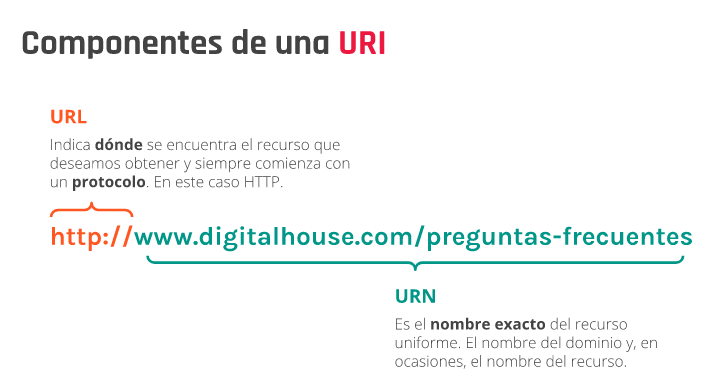 Componentes de una URI
URL
Indica dónde se encuentra el recurso que
deseamos obtener y siempre comienza con
un protocolo. En este caso HTTP.
http://www.digitalhouse.com/preguntas-frecuentes
URN
Es el nombre exacto del recurso
uniforme. El nombre del dominio y, en
ocasiones, el nombre del recurso.